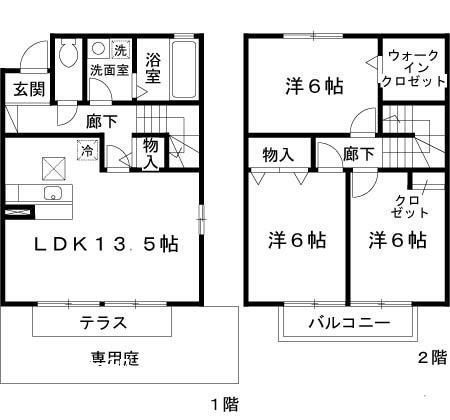 玄関
洗
洗面室
浴室
廊下
冷
物入
LDK13.5帖
テラス
専用庭
1階
洋6帖
ウォークインクロゼット
物入
廊下
クロゼット
洋6帖
洋6帖
バルコニー
2階